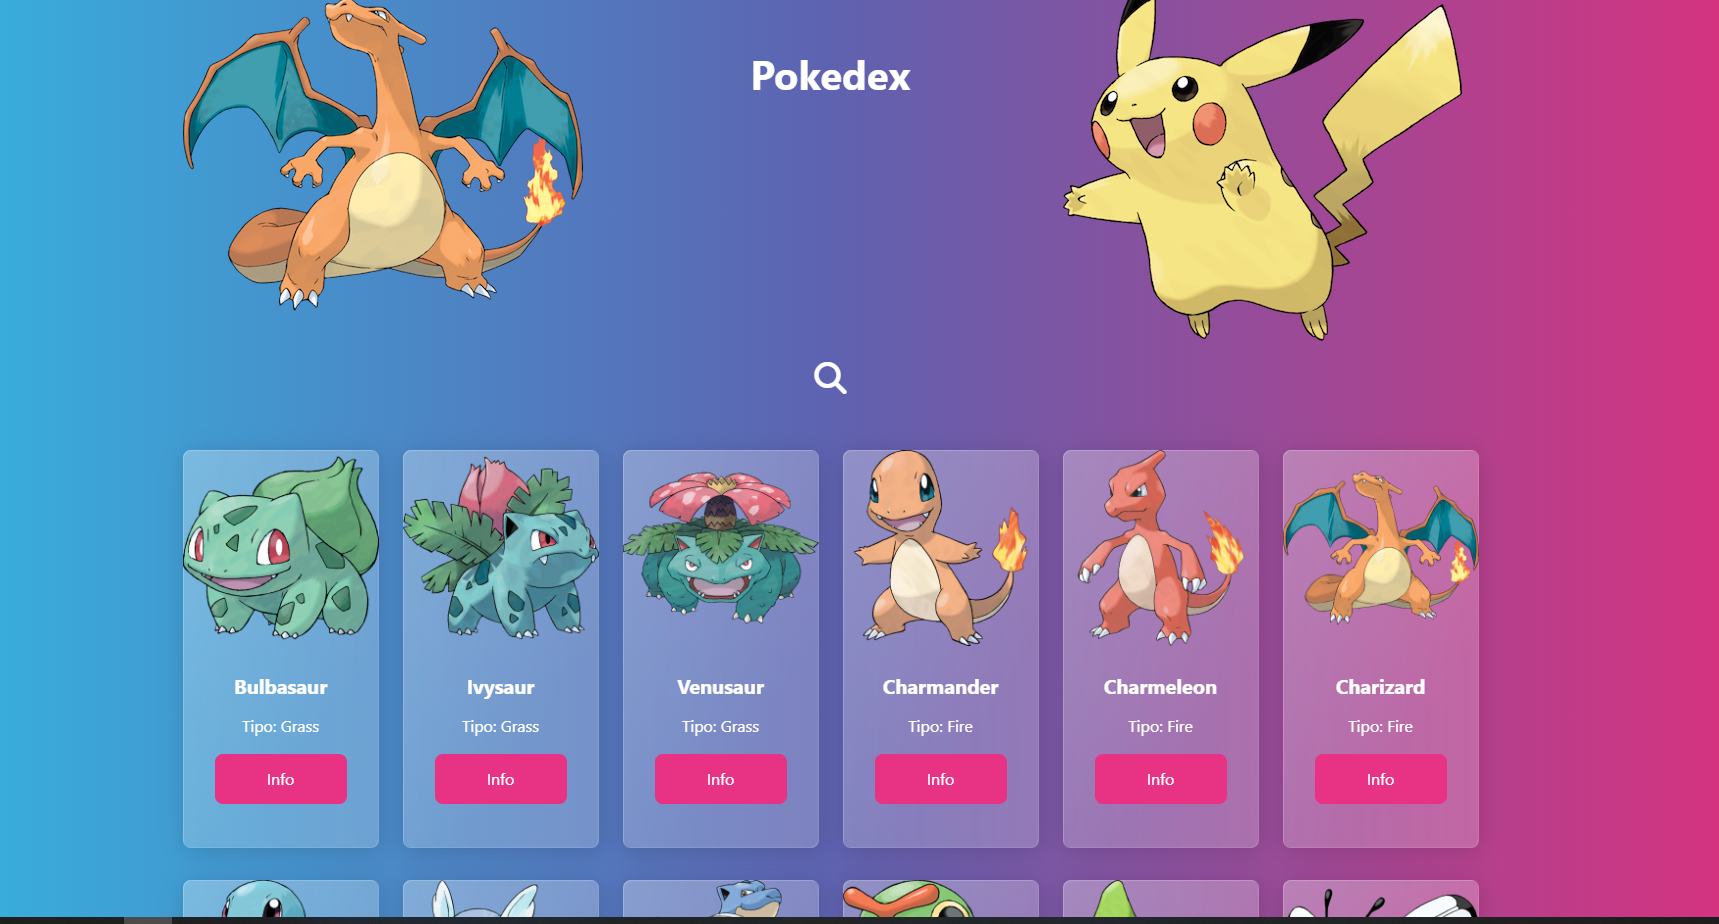 Pokedex
Bulbasaur
Tipo: Grass
Info
Ivysaur
Tipo: Grass
Info
Venusaur
Tipo: Grass
Info
Charmander
Tipo: Fire
Info
Charmeleon
Tipo: Fire
Info
Charizard
Tipo: Fire
Info